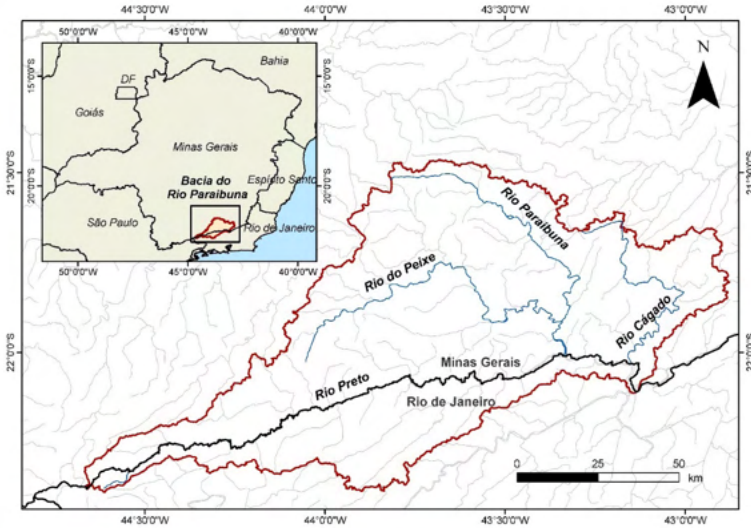 44°30'0"W 44°0'0"W 43°30'0"W 43°0'0"W
50°0'0"W 45°0'0"W 40°0'0"W
15°0'0"S
20°0'0"S
15°0'0"S
20°0'0"S
DF
Bahia
Goiás
Minas Gerais
Espírito Santo
Bacia do
Rio Paraibuna
São Paulo
Rio de Janeiro
50°0'0"W 45°0'0"W 40°0'0"W
N
21°30'0"S
22°0'0"S
21°30'0"S
22°0'0"S
Rio Paraibuna
Rio do Peixe
Rio Cágado
Minas Gerais
Rio Preto
Rio de Janeiro
0 25 50
km
44°30'0"W 44°0'0"W 43°30'0"W 43°0'0"W